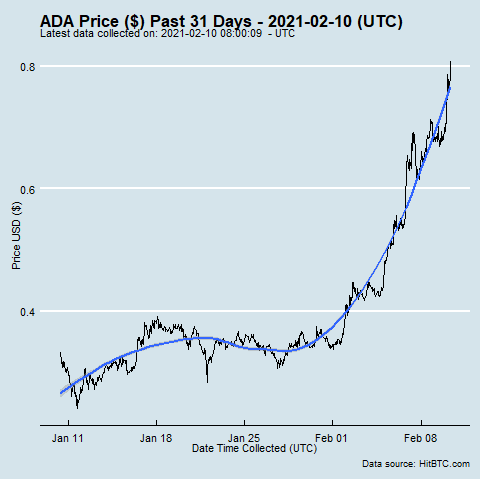 ADA Price ($) Past 31 Days - 2021-02-10 (UTC)
Latest data collected on: 2021-02-10 08:00:09 - UTC
0.8
0.6
0.4
Price USD ($)
Jan 11 Jan 18 Jan 25 Feb 01 Feb 08
Date Time Collected (UTC)
Data source: HitBTC.com